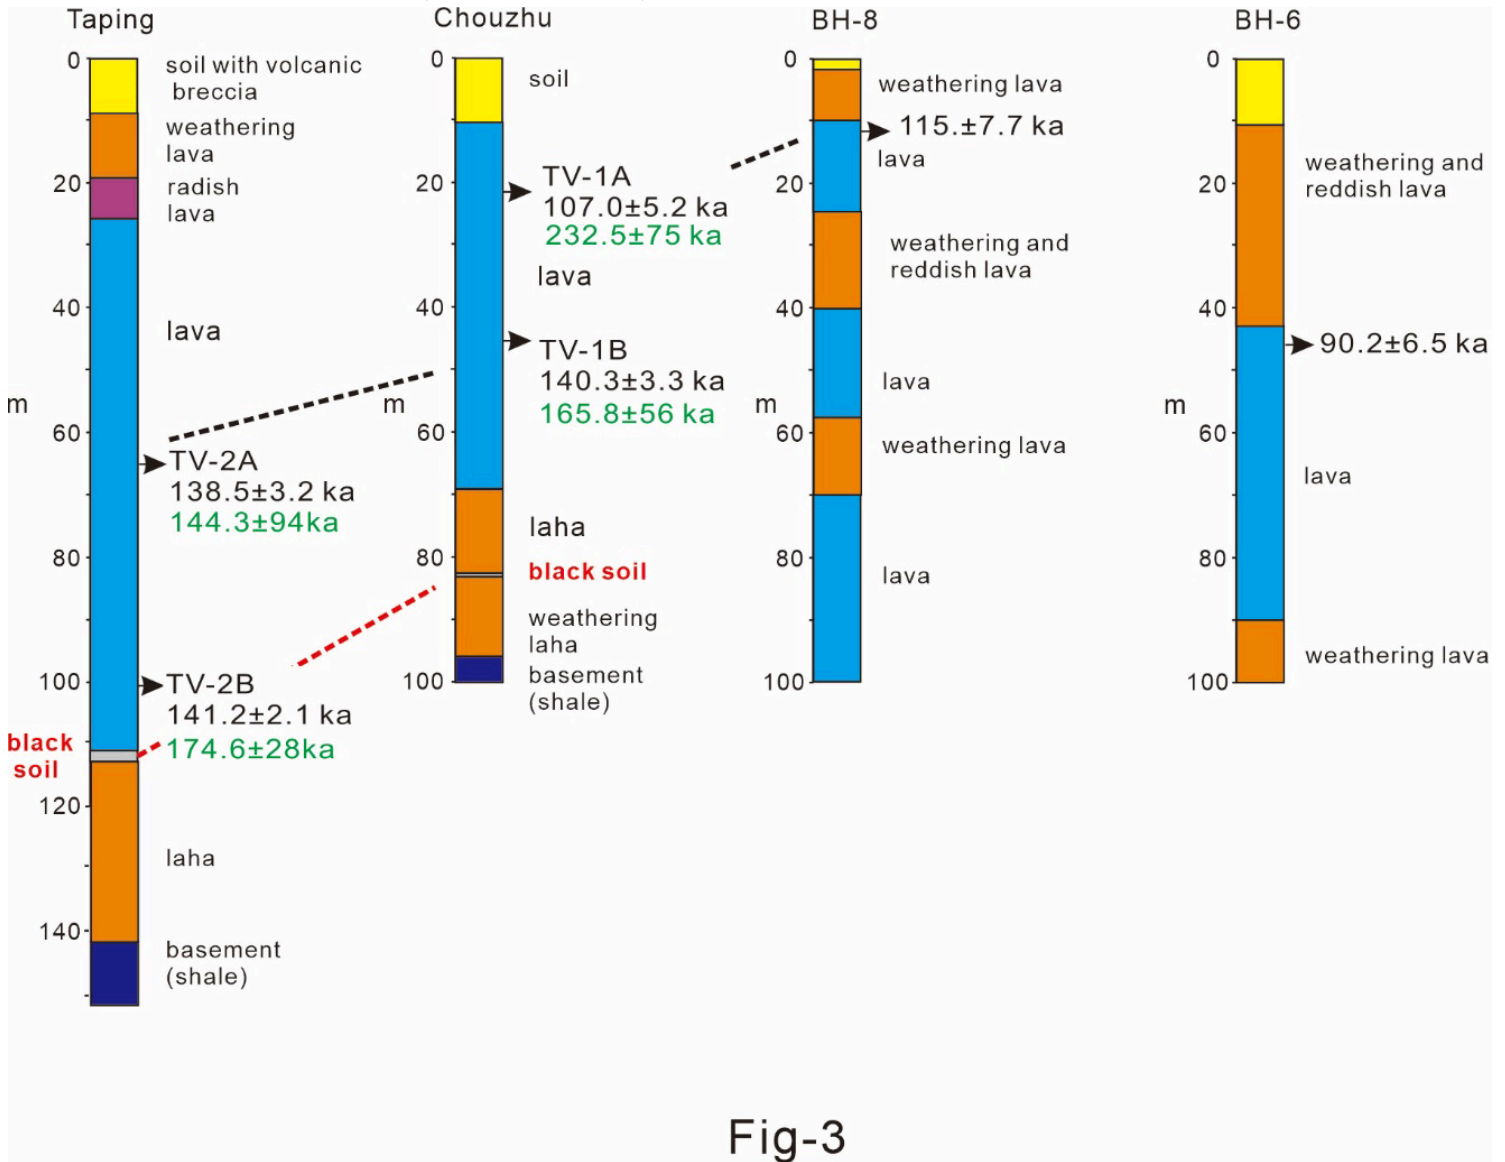 Taping
0
20
40
m
60
80
100
120
140
soil with volcanic
breccia
weathering
lava
radish
lava
lava
TV-2A
138.5±3.2 ka
144.3±94ka
TV-2B
141.2±2.1 ka
174.6±28ka
black
soil
laha
basement
(shale)
Chouzhu
0
20
40
m
60
80
100
soil
TV-1A
107.0±5.2 ka
232.5±75 ka
lava
TV-1B
140.3±3.3 ka
165.8±56 ka
laha
black soil
weathering
laha
basement
(shale)
BH-8
0
20
40
m
60
80
100
weathering lava
115.±7.7 ka
lava
weathering and
reddish lava
lava
weathering lava
lava
BH-6
0
20
40
m
60
80
100
weathering and
reddish lava
90.2±6.5 ka
lava
weathering lava
Fig-3